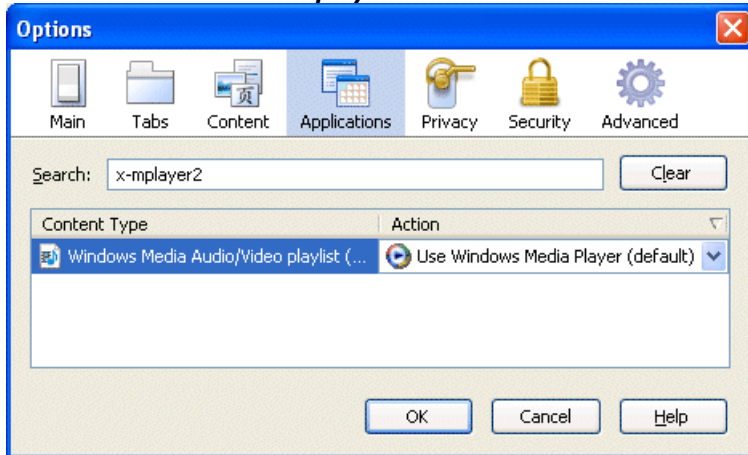 Options
Main Tabs Content Applications Privacy Security Advanced
Search: x-mplayer2 Clear
Content Type Action
Windows Media Audio/Video playlist (... Use Windows Media Player (default)
OK Cancel Help